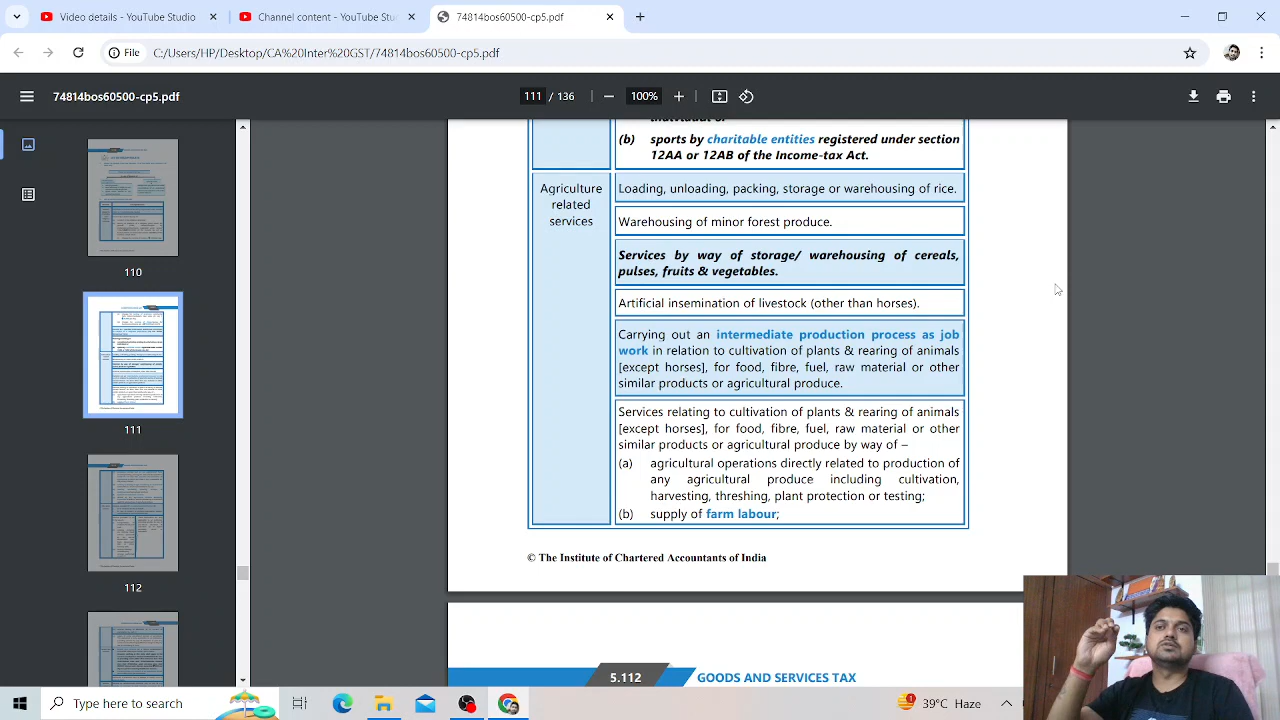 Video details - YouTube Studio
Channel content - YouTube Stu
74814bos60500-cp5.pdf
File
C:/Users/HP/Desktop/CA%20Inter%20GST/74814bos60500-cp5.pdf
74814bos60500-cp5.pdf
111 / 136
100%
110
111
112
(b) sports by charitable entities registered under section
12AA or 12AB of the Income-tax Act.
Agriculture
related
services
Loading, unloading, packing, storage or warehousing of rice.
Warehousing of minor forest produce.
Services by way of storage/ warehousing of cereals,
pulses, fruits & vegetables.
Artificial insemination of livestock (other than horses).
Carrying out an intermediate production process as job
work in relation to cultivation of plants & rearing of animals
[except horses], for food, fibre, fuel, raw material or other
similar products or agricultural produce.
Services relating to cultivation of plants & rearing of animals
[except horses], for food, fibre, fuel, raw material or other
similar products or agricultural produce by way of –
(a) agricultural operations directly related to production of
any agricultural produce including cultivation,
harvesting, threshing, plant protection or testing;
(b) supply of farm labour;
© The Institute of Chartered Accountants of India
5.112
GOODS AND SERVICES TAX
Type here to search
39°C Haze